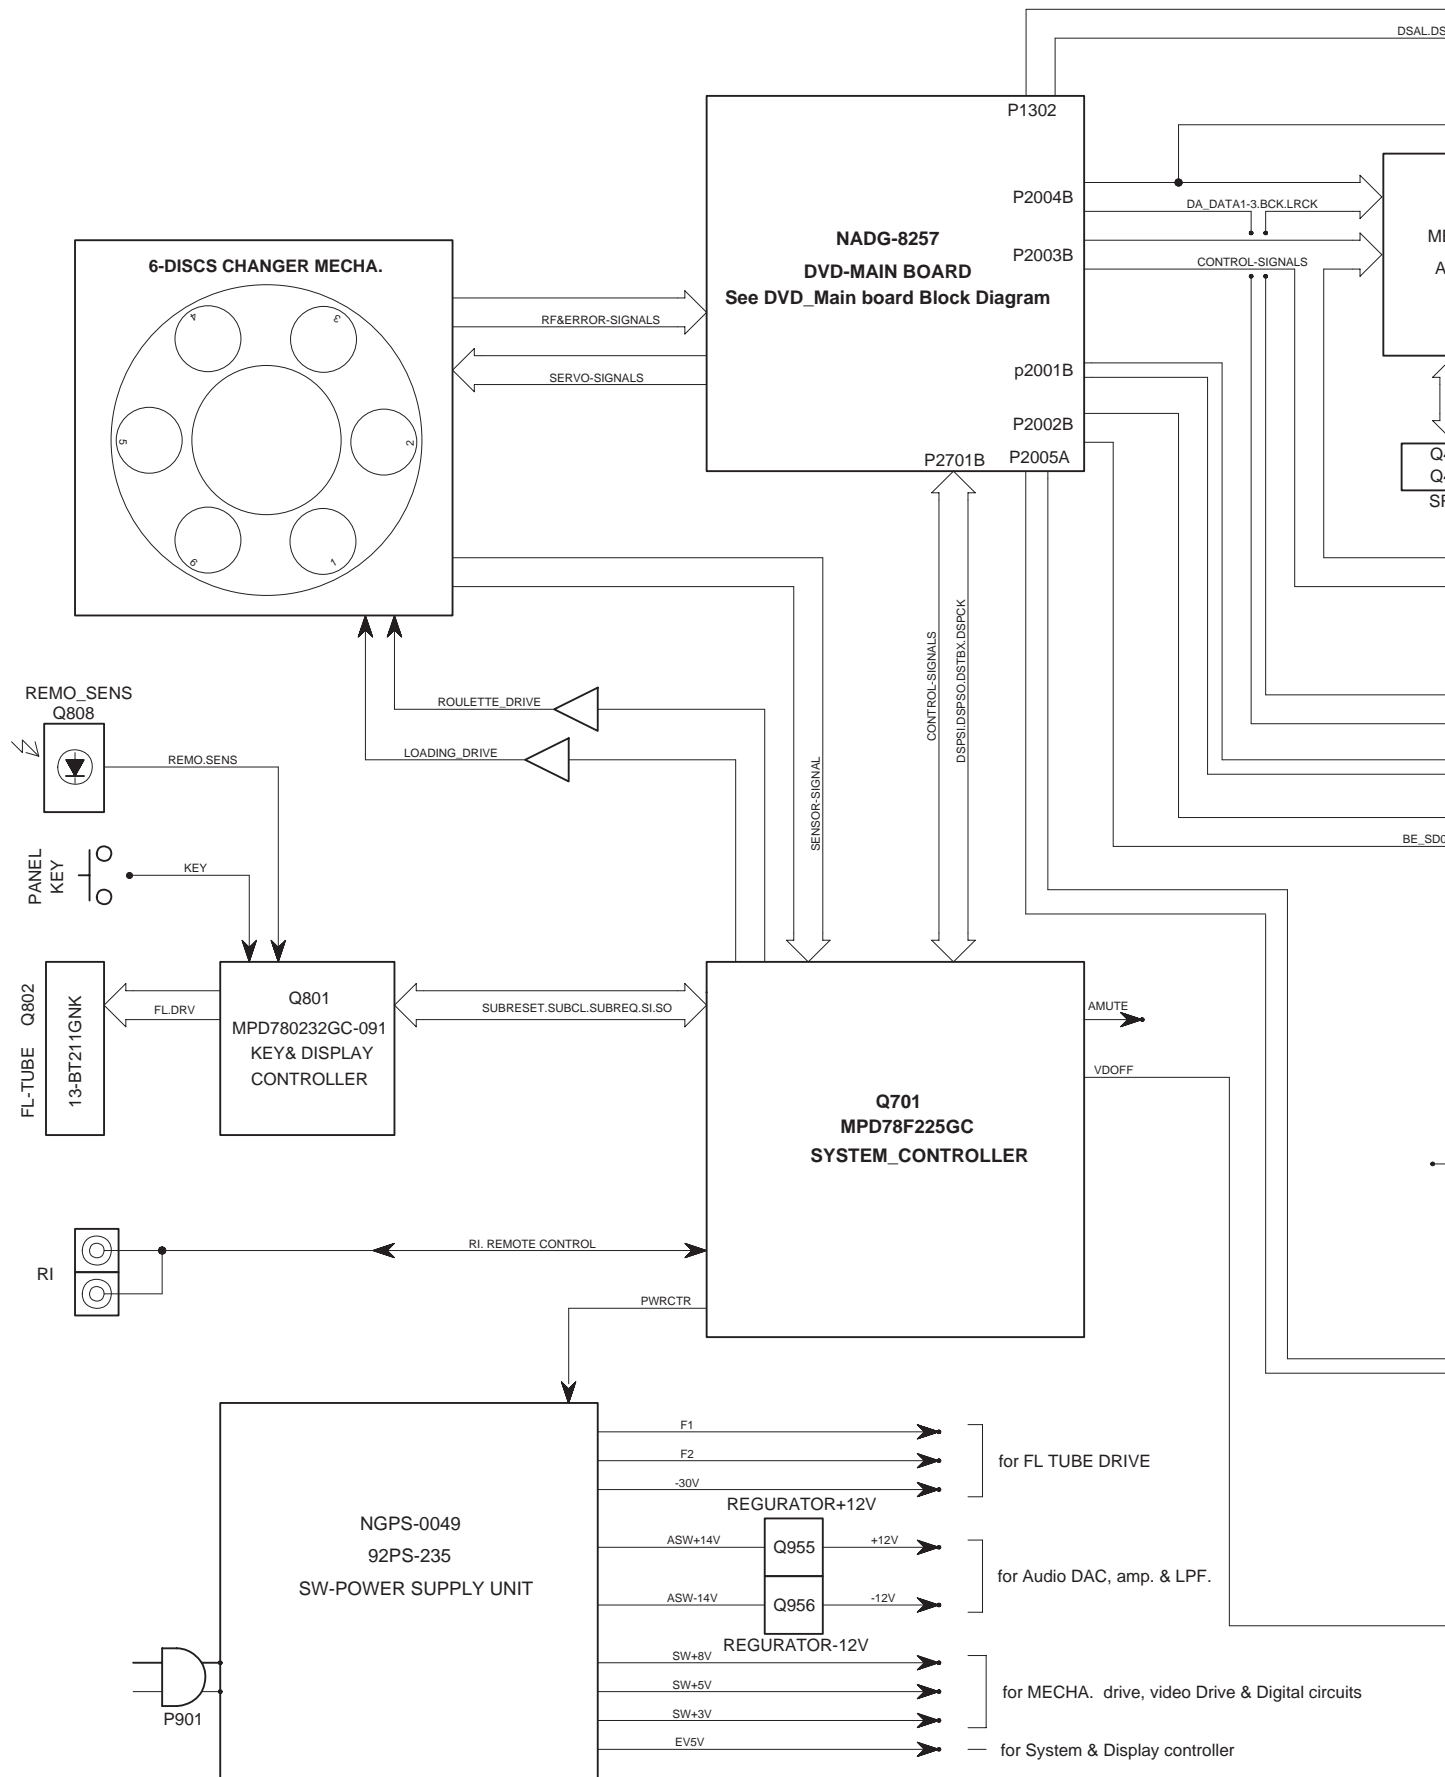 DSAL.DS
P1302
P2004B
DA_DATA1-3.BCK.LRCK
NADG-8257
DVD-MAIN BOARD
See DVD_Main board Block Diagram
P2003B
CONTROL-SIGNALS
6-DISCS CHANGER MECHA.
4
3
5
2
6
1
RF&ERROR-SIGNALS
SERVO-SIGNALS
p2001B
P2002B
P2701B
P2005A
Q4
Q4
CONTROL-SIGNALS
DSPSI.DSPSO.DSTBX.DSPCK
SENSOR-SIGNAL
ROULETTE_DRIVE
LOADING_DRIVE
REMO_SENS
Q808
REMO.SENS
PANEL
KEY
KEY
BE_SD0
FL-TUBE Q802
13-BT211GNK
FL.DRV
Q801
MPD780232GC-091
KEY& DISPLAY
CONTROLLER
SUBRESET.SUBCL.SUBREQ.SI.SO
AMUTE
VDOFF
Q701
MPD78F225GC
SYSTEM_CONTROLLER
RI
RI. REMOTE CONTROL
PWRCTR
NGPS-0049
92PS-235
SW-POWER SUPPLY UNIT
P901
F1
F2
-30V
for FL TUBE DRIVE
REGURATOR+12V
ASW+14V
Q955
+12V
ASW-14V
Q956
-12V
REGURATOR-12V
for Audio DAC, amp. & LPF.
SW+8V
SW+5V
SW+3V
for MECHA. drive, video Drive & Digital circuits
EV5V
for System & Display controller